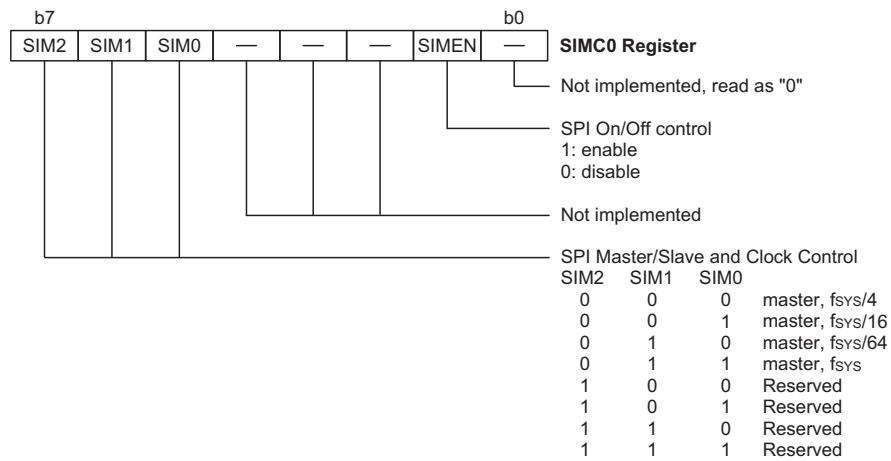 b7 b0
SIM2 SIM1 SIM0 — — — SIMEN — SIMC0 Register
Not implemented, read as "0"
SPI On/Off control
1: enable
0: disable
Not implemented
SPI Master/Slave and Clock Control
SIM2 SIM1 SIM0
0 0 0 master, fSYS/4
0 0 1 master, fSYS/16
0 1 0 master, fSYS/64
0 1 1 master, fSYS
1 0 0 Reserved
1 0 1 Reserved
1 1 0 Reserved
1 1 1 Reserved